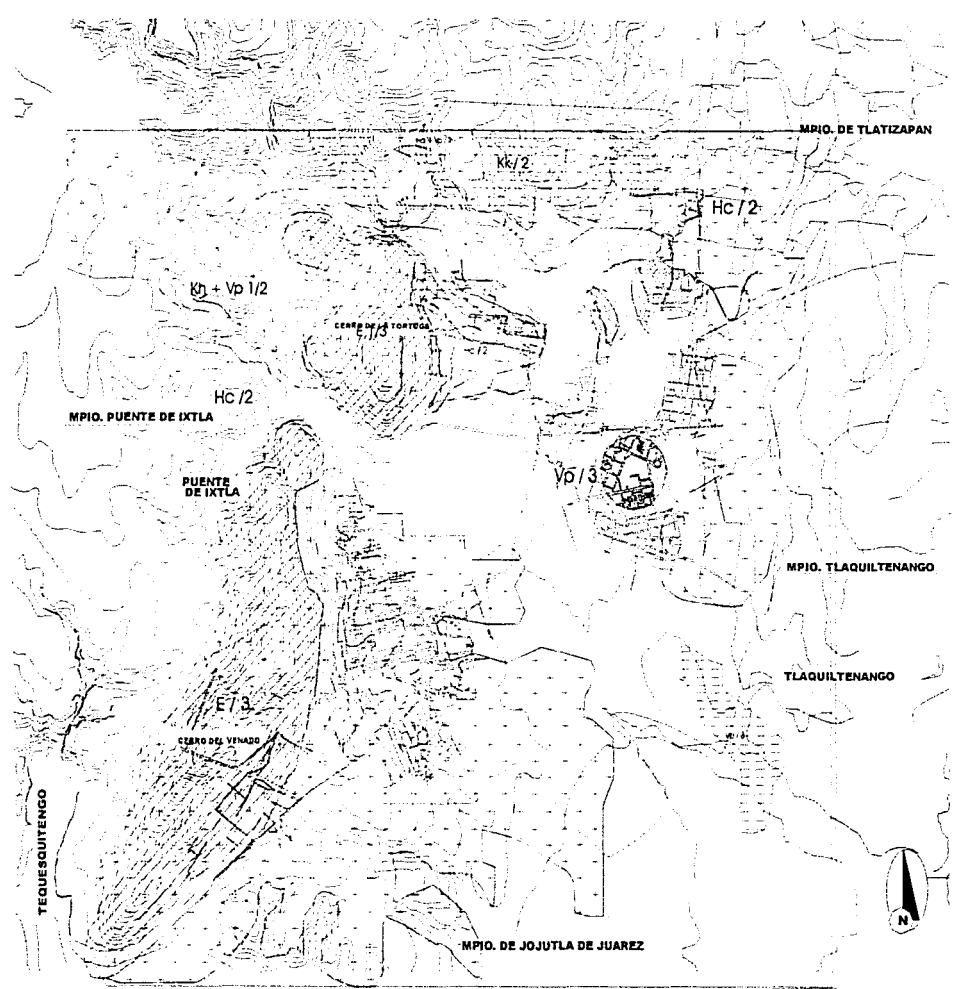 MPIO. DE TLATIZAPAN
Kk/2
Hc / 2
Kh + Vp 1/2
CERRO DE LA TORTUGA
E 1/3
Hc /2
MPIO. PUENTE DE IXTLA
PUENTE
DE IXTLA
Vp / 3
MPIO. TLAQUILTENANGO
TLAQUILTENANGO
E / 3
CERRO DEL VENADO
TEQUESQUITENGO
N
MPIO. DE JOJUTLA DE JUAREZ